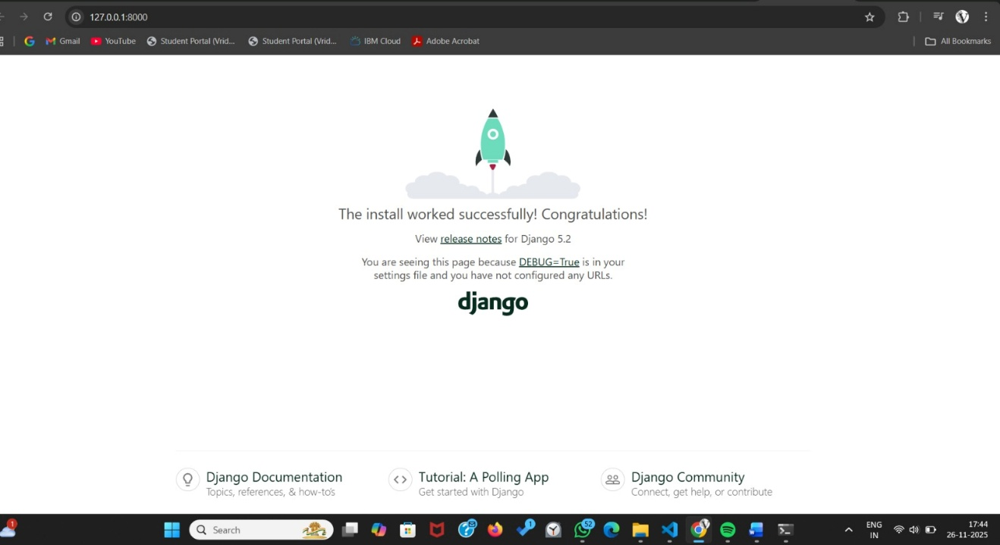 127.0.0.1:8000
Gmail YouTube Student Portal (Vrid... Student Portal (Vrid... IBM Cloud Adobe Acrobat All Bookmarks
The install worked successfully! Congratulations!
View release notes for Django 5.2
You are seeing this page because DEBUG=True is in your
settings file and you have not configured any URLs.
django
Django Documentation
Topics, references, & how-to's
Tutorial: A Polling App
Get started with Django
Django Community
Connect, get help, or contribute
1
Search
1
52
ENG
IN
17:44
26-11-2025